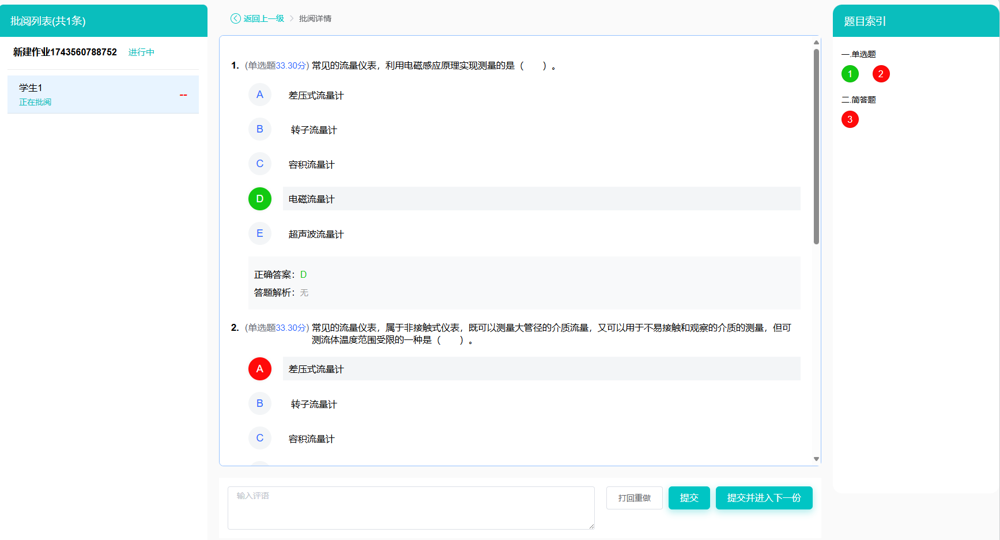 批阅列表(共1条)
新建作业1743560788752 进行中
学生1
正在批阅
--
返回上一级 > 批阅详情
1. (单选题33.30分) 常见的流量仪表，利用电磁感应原理实现测量的是（　　）。
A 差压式流量计
B 转子流量计
C 容积流量计
D 电磁流量计
E 超声波流量计
正确答案：D
答题解析：无
2. (单选题33.30分) 常见的流量仪表，属于非接触式仪表，既可以测量大管径的介质流量，又可以用于不易接触和观察的介质的测量，但可
测流体温度范围受限的一种是（　　）。
A 差压式流量计
B 转子流量计
C 容积流量计
输入评语
打回重做 提交 提交并进入下一份
题目索引
一.单选题
1 2
二.简答题
3